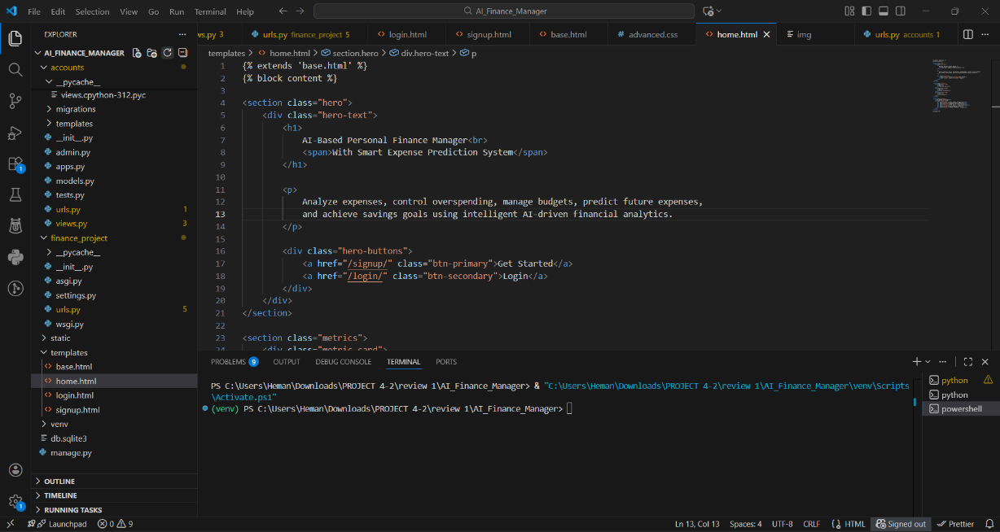 File Edit Selection View Go Run Terminal Help
AI_Finance_Manager
EXPLORER
ws.py 3
urls.py finance_project 5
login.html
signup.html
base.html
# advanced.css
home.html
img
urls.py accounts 1
AI_FINANCE_MANAGER
templates > home.html > section.hero > div.hero-text > p
accounts
__pycache__
views.cpython-312.pyc
migrations
templates
__init__.py
admin.py
apps.py
models.py
tests.py
urls.py 1
views.py 3
finance_project
__pycache__
__init__.py
asgi.py
settings.py
urls.py 5
wsgi.py
static
templates
base.html
home.html
login.html
signup.html
venv
db.sqlite3
manage.py
OUTLINE
TIMELINE
RUNNING TASKS
1
1
1 {% extends 'base.html' %}
2 {% block content %}
3
4 <section class="hero">
5 <div class="hero-text">
6 <h1>
7 AI-Based Personal Finance Manager<br>
8 <span>With Smart Expense Prediction System</span>
9 </h1>
10
11 <p>
12 Analyze expenses, control overspending, manage budgets, predict future expenses,
13 and achieve savings goals using intelligent AI-driven financial analytics.
14 </p>
15
16 <div class="hero-buttons">
17 <a href="/signup/" class="btn-primary">Get Started</a>
18 <a href="/login/" class="btn-secondary">Login</a>
19 </div>
20 </div>
21 </section>
22
23 <section class="metrics">
24 <div class="metric-card">
PROBLEMS 9 OUTPUT DEBUG CONSOLE TERMINAL PORTS
PS C:\Users\Heman\Downloads\PROJECT 4-2\review 1\AI_Finance_Manager> & "C:\Users\Heman\Downloads\PROJECT 4-2\review 1\AI_Finance_Manager\venv\Scripts
\Activate.ps1"
(venv) PS C:\Users\Heman\Downloads\PROJECT 4-2\review 1\AI_Finance_Manager>
python
python
powershell
Launchpad 0 9
Ln 13, Col 13 Spaces: 4 UTF-8 CRLF {} HTML Signed out Prettier